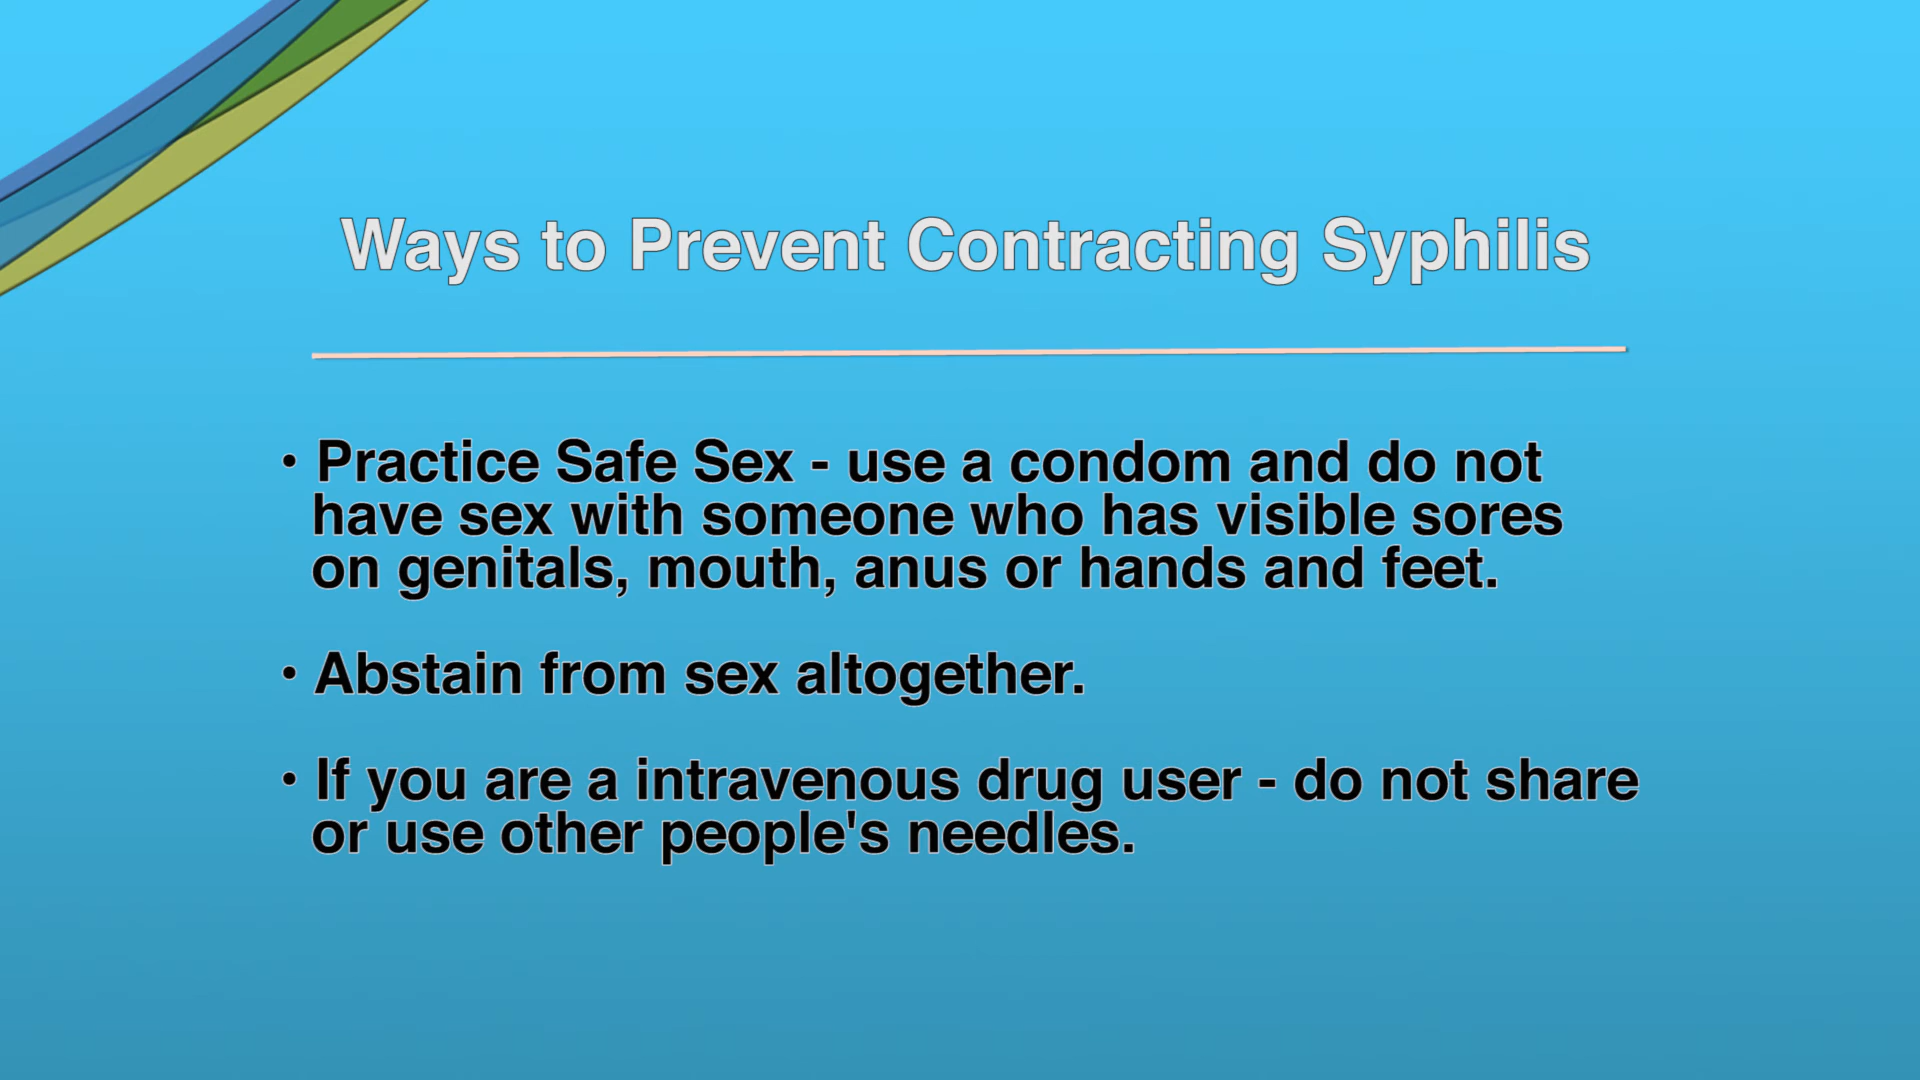 Ways to Prevent Contracting Syphilis
• Practice Safe Sex - use a condom and do not
have sex with someone who has visible sores
on genitals, mouth, anus or hands and feet.
• Abstain from sex altogether.
• If you are a intravenous drug user - do not share
or use other people's needles.